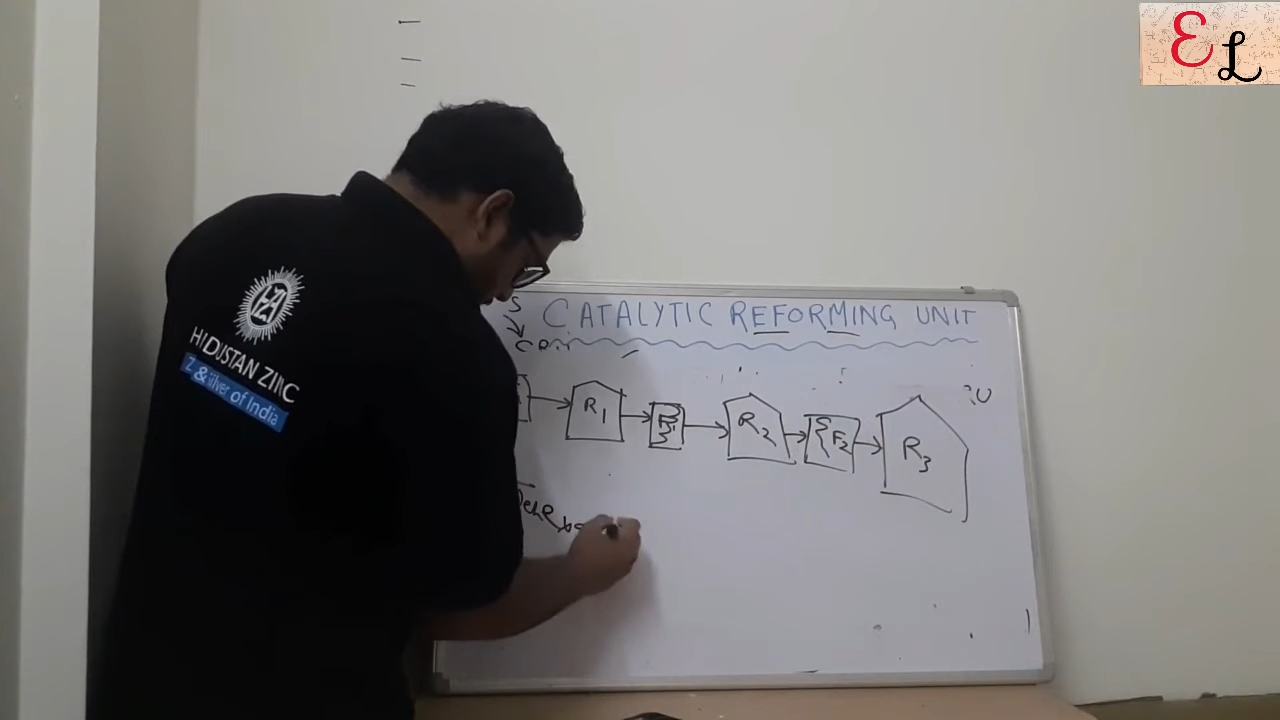 EL
S
CATALYTIC REFORMING UNIT
R1
F1
R2
F2
R3
HINDUSTAN ZINC
Zinc & Silver of India